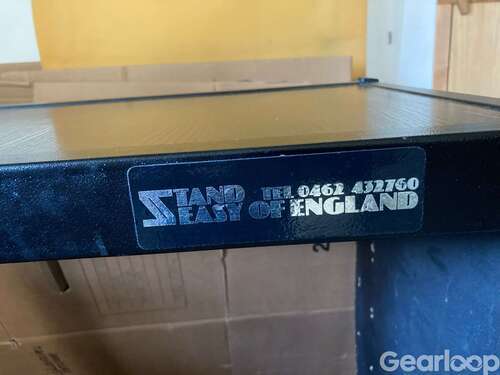 STAND TEL 0462 432760
EASY OF ENGLAND
Gearloop